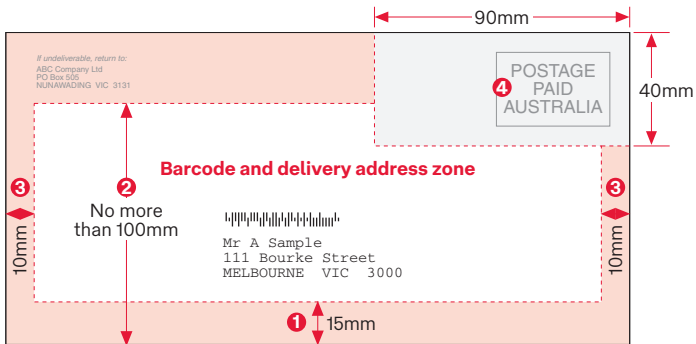 90mm
If undeliverable, return to:
ABC Company Ltd
PO Box 505
NUNAWADING VIC 3131
POSTAGE
PAID
AUSTRALIA
4
40mm
Barcode and delivery address zone
3
2
3
No more
than 100mm
10mm
10mm
Mr A Sample
111 Bourke Street
MELBOURNE VIC 3000
1
15mm